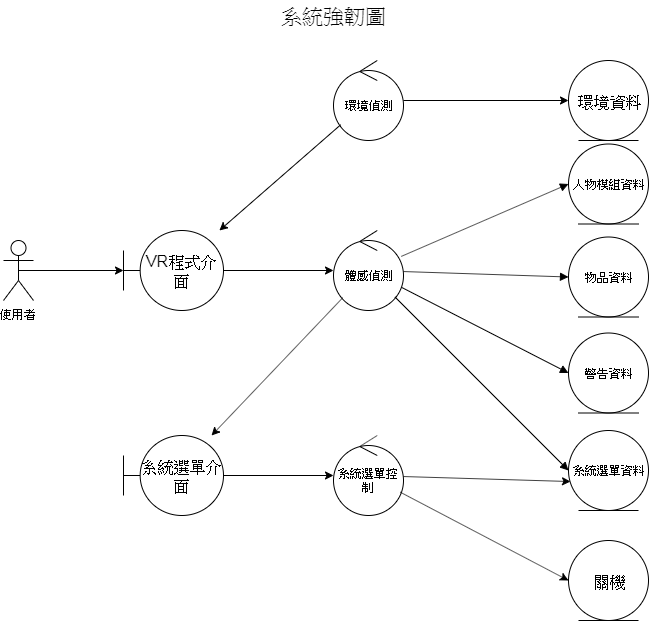 系統強韌圖
環境偵測
環境資料
人物模組資料
使用者
VR程式介
面
體感偵測
物品資料
警告資料
系統選單介
面
系統選單控
制
系統選單資料
關機